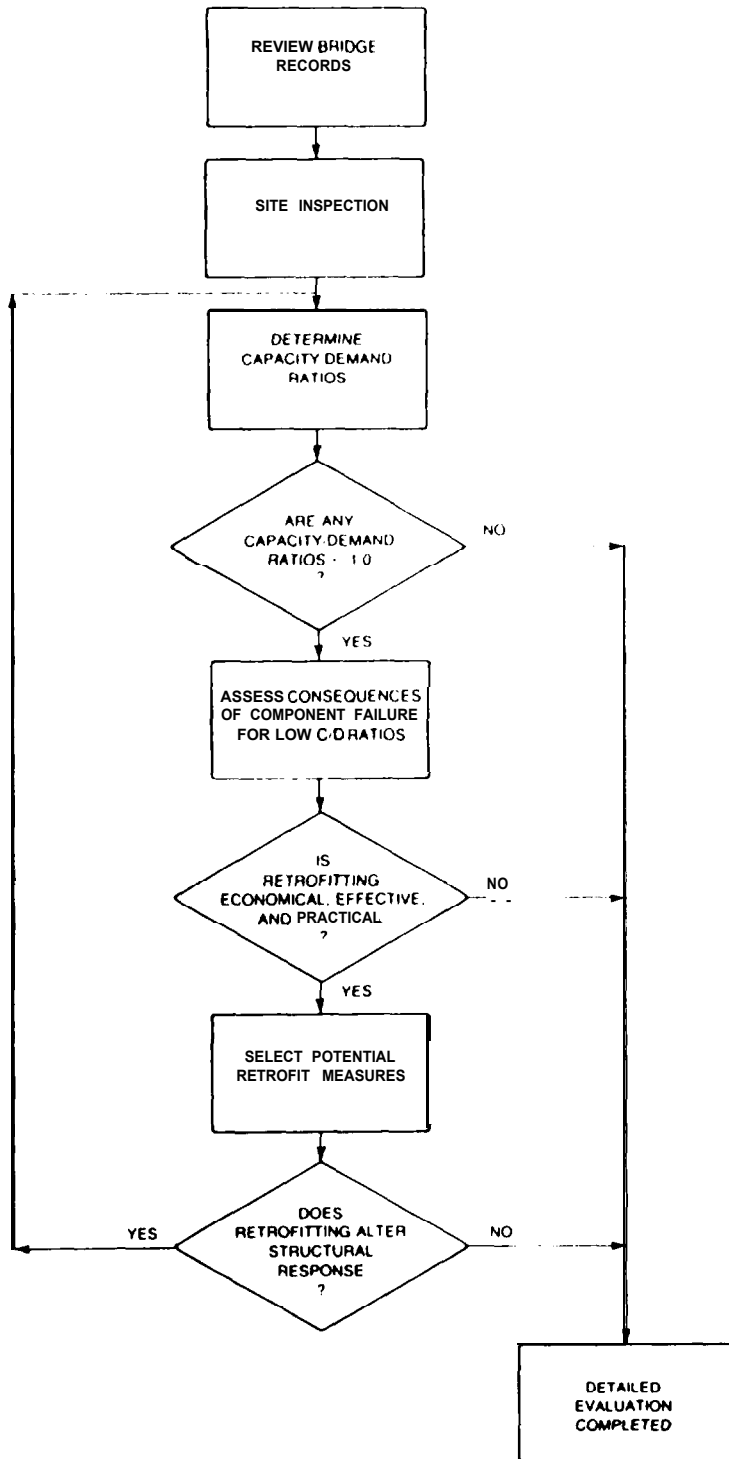 REVIEW BRIDGE
RECORDS
SITE INSPECTION
DETERMINE
CAPACITY DEMAND
RATIOS
ARE ANY
CAPACITY-DEMAND
RATIOS 1.0
?
NO
YES
ASSESS CONSEQUENCES
OF COMPONENT FAILURE
FOR LOW C/D RATIOS
IS
RETROFITTING
ECONOMICAL, EFFECTIVE,
AND PRACTICAL
?
NO
YES
SELECT POTENTIAL
RETROFIT MEASURES
DOES
RETROFITTING ALTER
STRUCTURAL
RESPONSE
?
YES
NO
DETAILED
EVALUATION
COMPLETED